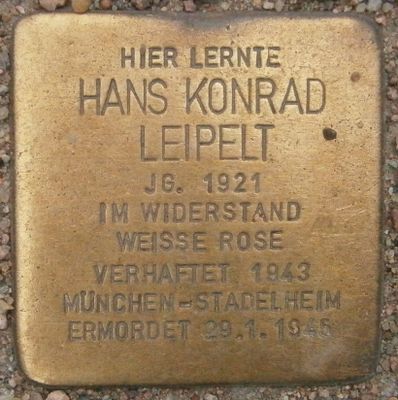 HIER LERNTE
HANS KONRAD
LEIPELT
JG. 1921
IM WIDERSTAND
WEISSE ROSE
VERHAFTET 1943
MÜNCHEN-STADELHEIM
ERMORDET 29.1.1945